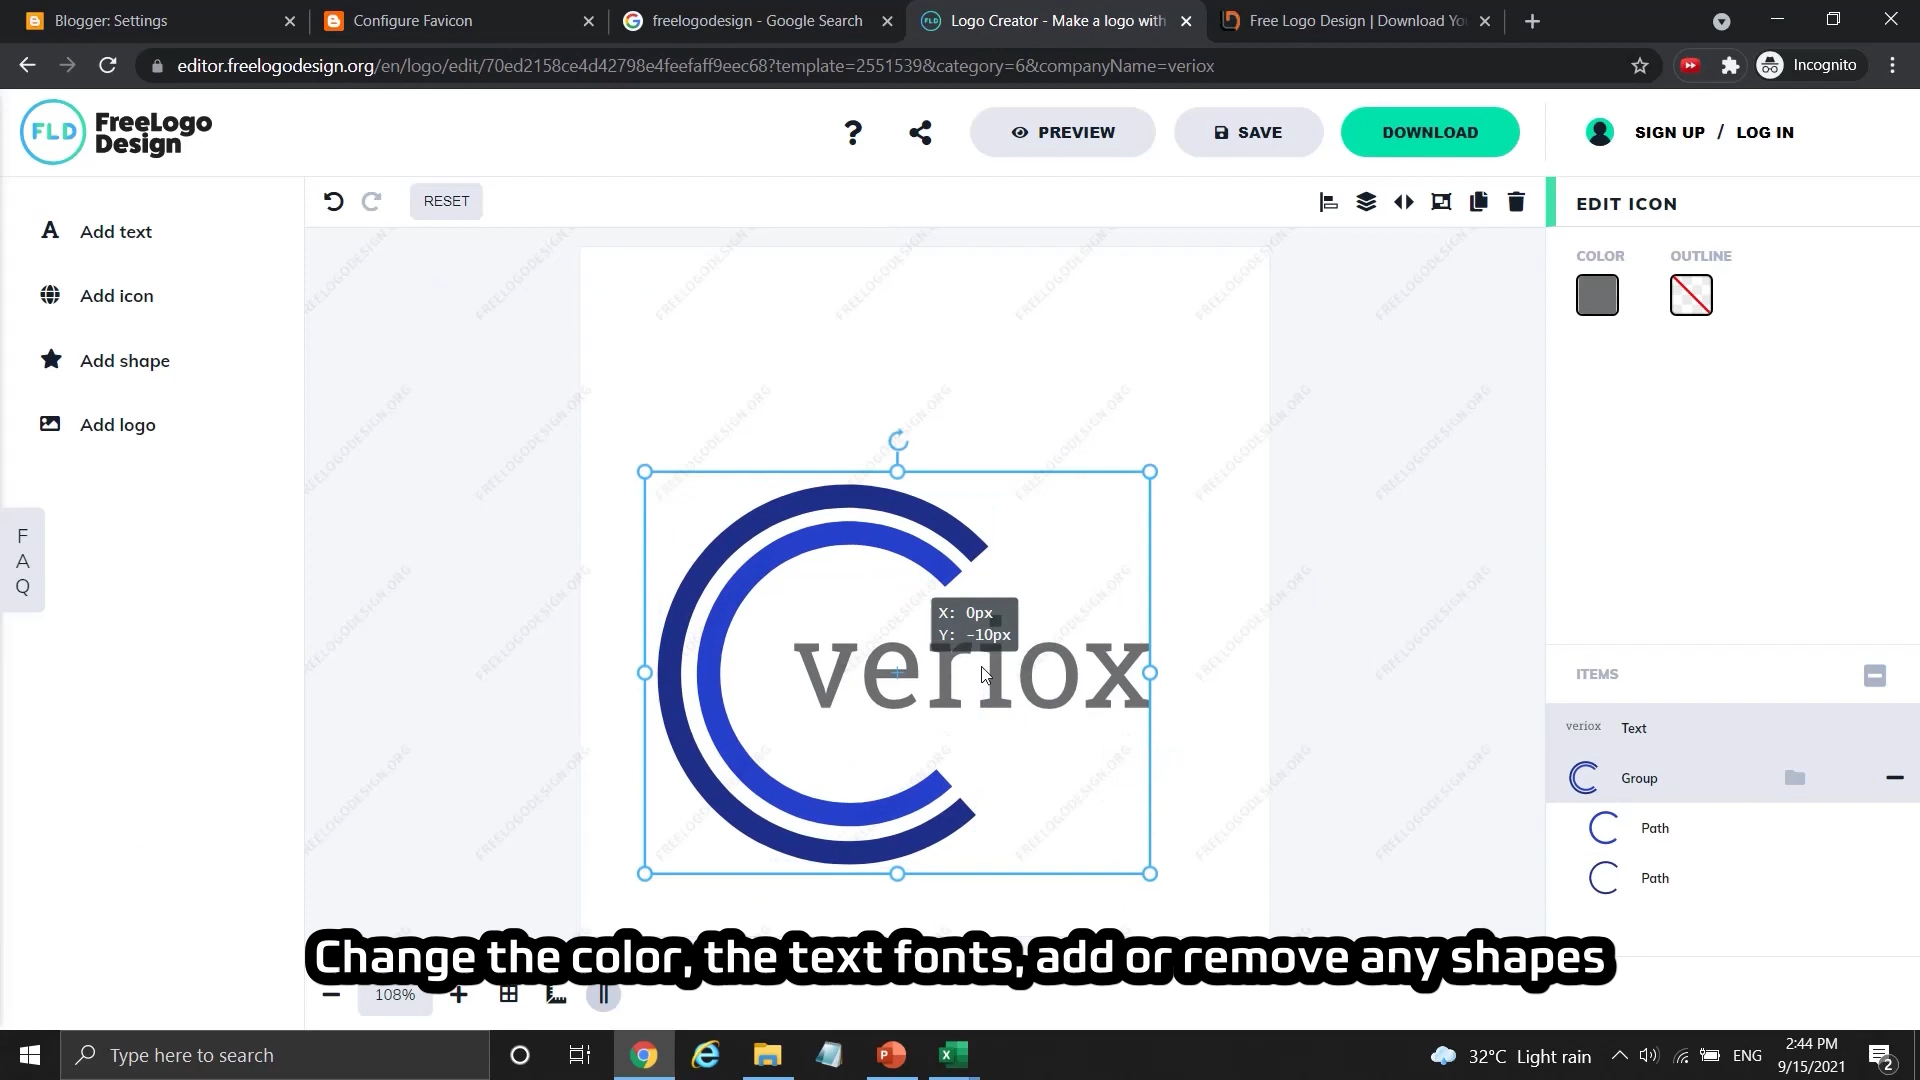 Blogger: Settings
Configure Favicon
freelogodesign - Google Search
Logo Creator - Make a logo with
Free Logo Design | Download Yo
editor.freelogodesign.org/en/logo/edit/70ed2158ce4d42798e4feefaff9eec68?template=2551539&category=6&companyName=veriox
Incognito
FLD FreeLogo
Design
PREVIEW
SAVE
DOWNLOAD
SIGN UP / LOG IN
RESET
EDIT ICON
Add text
Add icon
Add shape
Add logo
COLOR
OUTLINE
FREELOGODESIGN.ORG
F
A
Q
X: 0px
Y: -10px
veriox
ITEMS
veriox Text
Group
Path
Path
Change the color, the text fonts, add or remove any shapes
108%
Type here to search
32°C Light rain
ENG
2:44 PM
9/15/2021
2